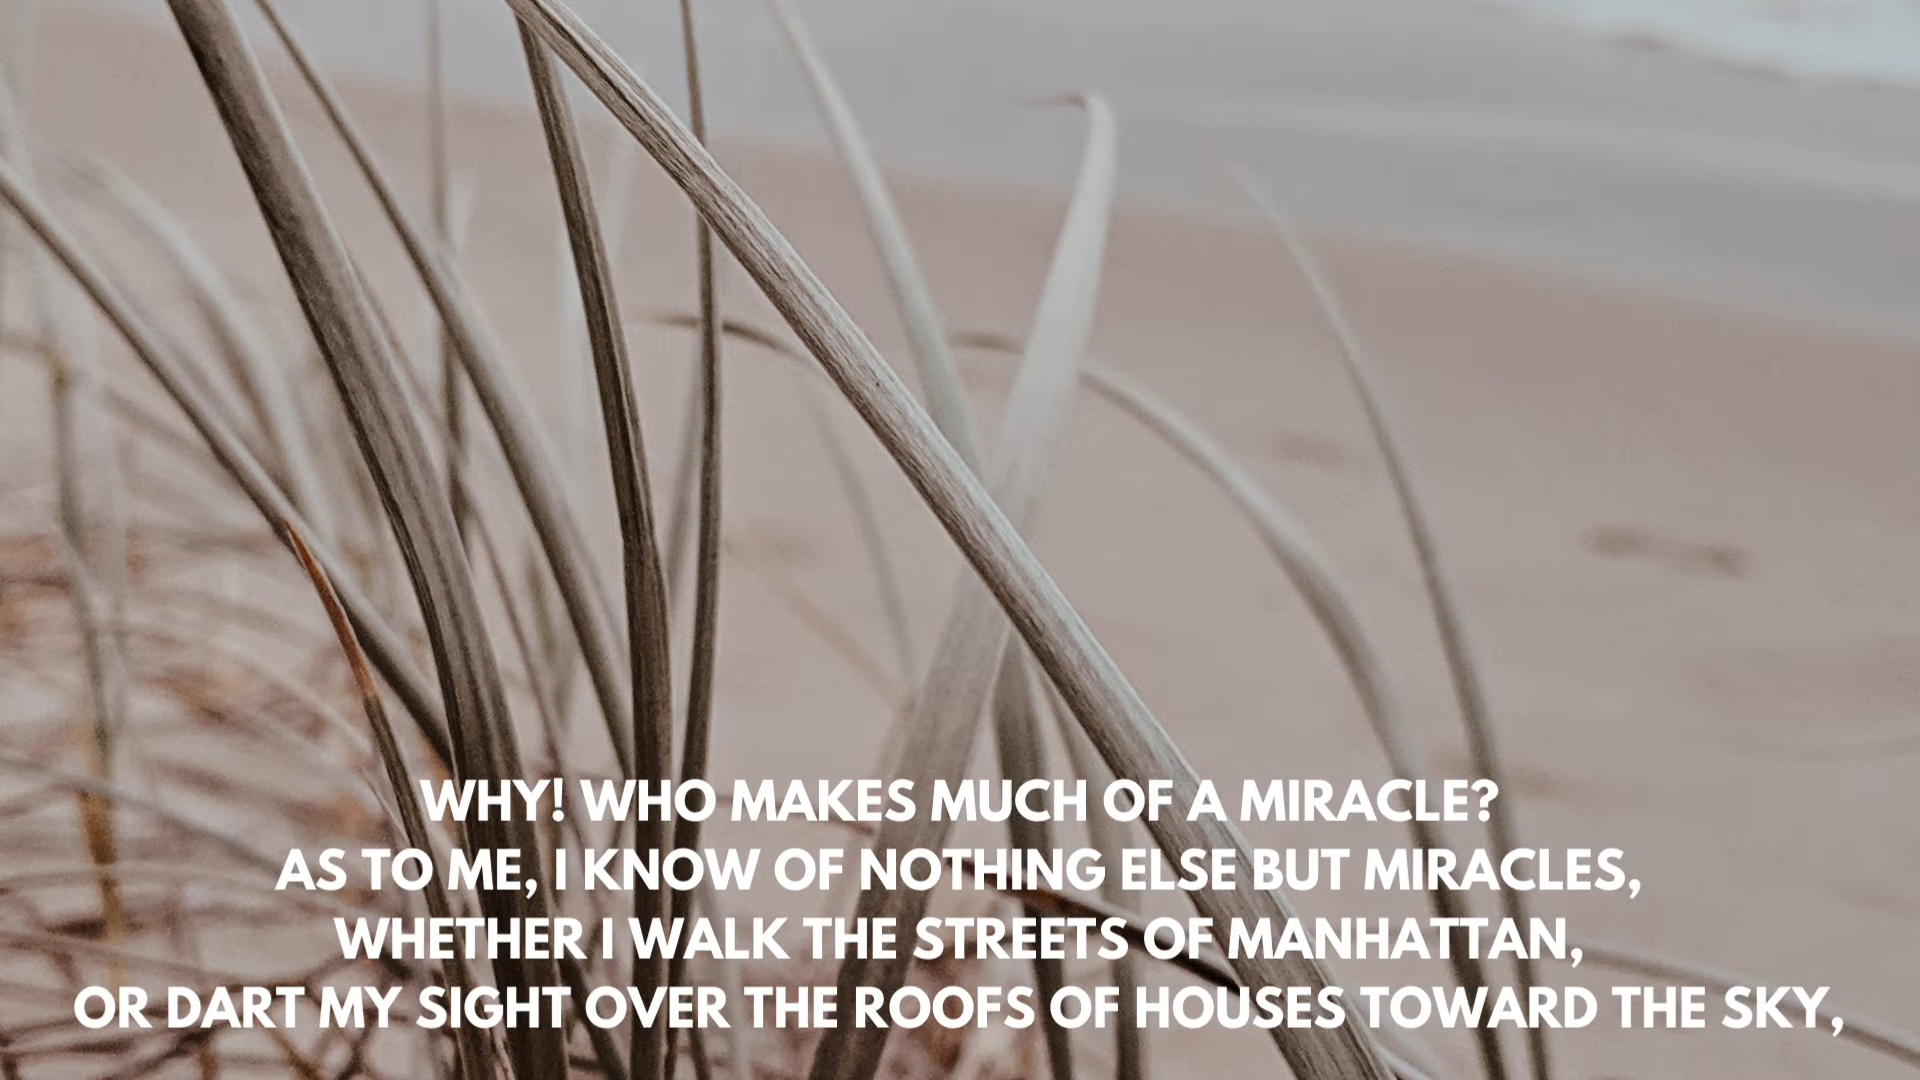 WHY! WHO MAKES MUCH OF A MIRACLE?
AS TO ME, I KNOW OF NOTHING ELSE BUT MIRACLES,
WHETHER I WALK THE STREETS OF MANHATTAN,
OR DART MY SIGHT OVER THE ROOFS OF HOUSES TOWARD THE SKY,